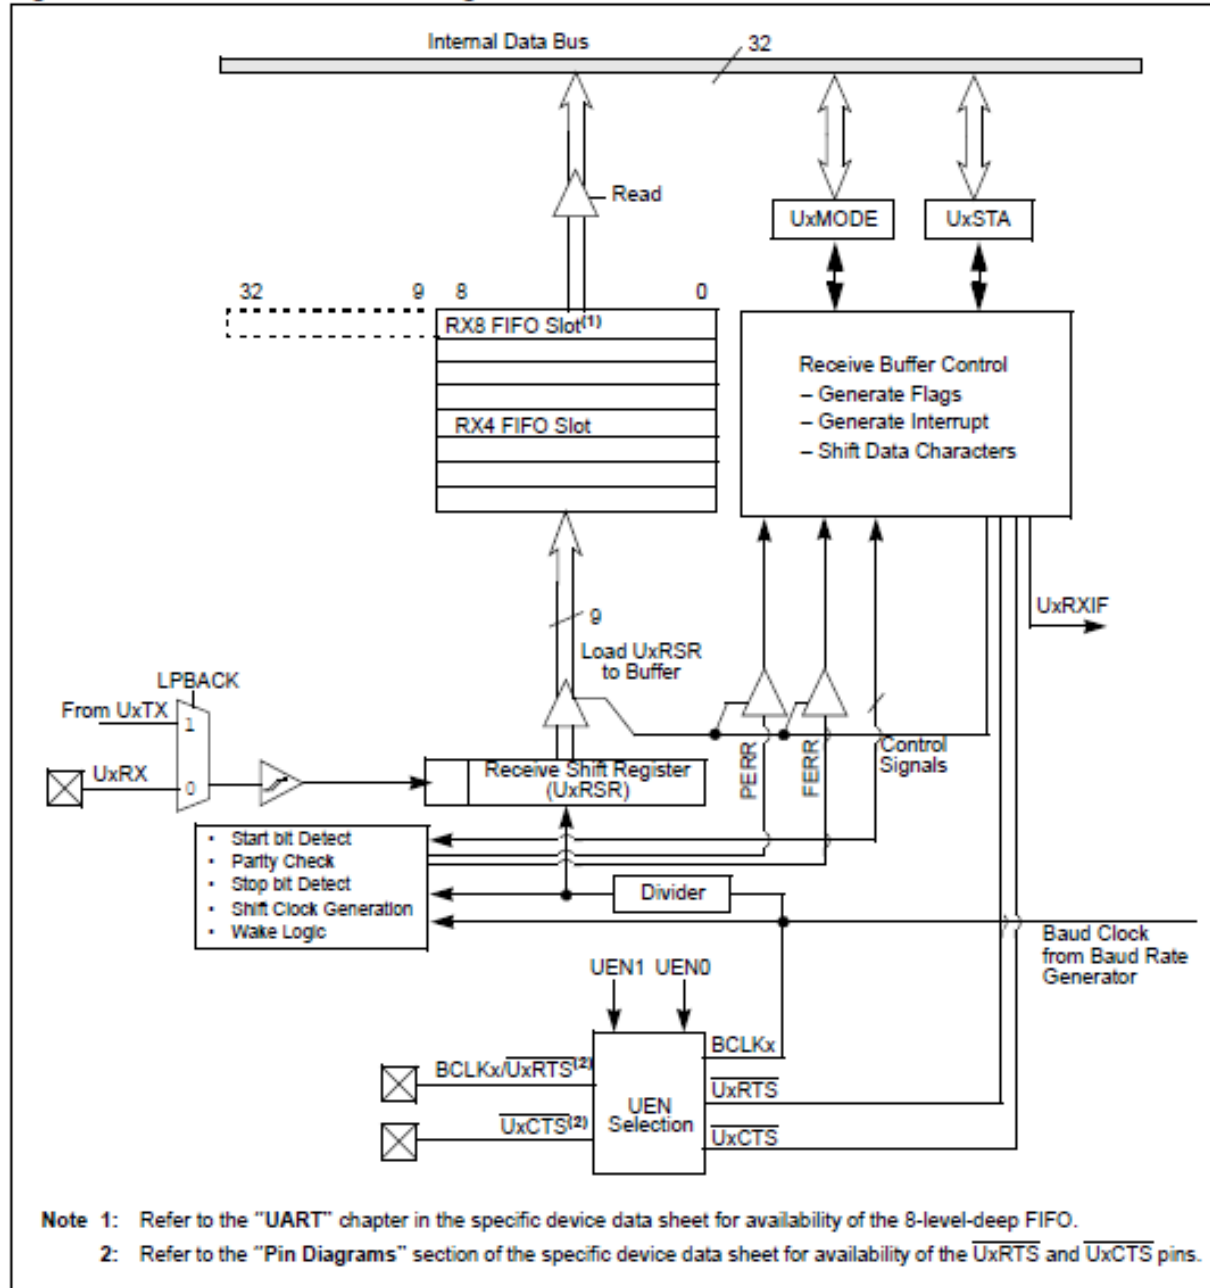 Internal Data Bus
32
Read
UxMODE
UxSTA
32
9
8
0
RX8 FIFO Slot(1)
RX4 FIFO Slot
Receive Buffer Control
– Generate Flags
– Generate Interrupt
– Shift Data Characters
9
UxRXIF
Load UxRSR
to Buffer
LPBACK
From UxTX
1
UxRX
0
Receive Shift Register
(UxRSR)
PERR
FERR
Control
Signals
• Start bit Detect
• Parity Check
• Stop bit Detect
• Shift Clock Generation
• Wake Logic
Divider
Baud Clock
from Baud Rate
Generator
UEN1 UEN0
BCLKx
BCLKx/U̅x̅R̅T̅S̅(2)
U̅x̅R̅T̅S̅
UEN
Selection
U̅x̅C̅T̅S̅(2)
U̅x̅C̅T̅S̅
Note 1: Refer to the "UART" chapter in the specific device data sheet for availability of the 8-level-deep FIFO.
2: Refer to the "Pin Diagrams" section of the specific device data sheet for availability of the U̅x̅R̅T̅S̅ and U̅x̅C̅T̅S̅ pins.